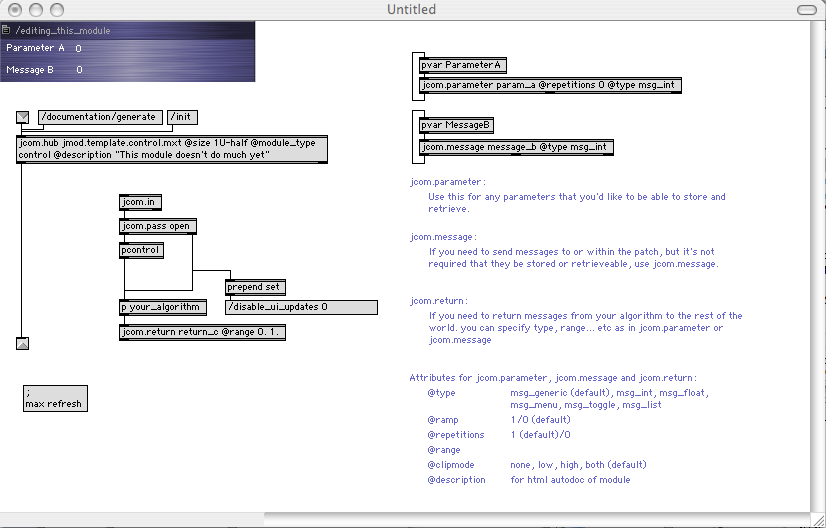 Untitled
/editing_this_module
Parameter A 0
Message B 0
/documentation/generate /init
jcom.hub jmod.template.control.mxt @size 1U-half @module_type
control @description "This module doesn't do much yet"
jcom.in
jcom.pass open
pcontrol
prepend set
p your_algorithm /disable_ui_updates 0
jcom.return return_c @range 0. 1.
;
max refresh
pvar ParameterA
jcom.parameter param_a @repetitions 0 @type msg_int
pvar MessageB
jcom.message message_b @type msg_int
jcom.parameter:
Use this for any parameters that you'd like to be able to store and
retrieve.
jcom.message:
If you need to send messages to or within the patch, but it's not
required that they be stored or retrieveable, use jcom.message.
jcom.return:
If you need to return messages from your algorithm to the rest of the
world. you can specify type, range... etc as in jcom.parameter or
jcom.message
Attributes for jcom.parameter, jcom.message and jcom.return:
@type msg_generic (default), msg_int, msg_float,
msg_menu, msg_toggle, msg_list
@ramp 1/0 (default)
@repetitions 1 (default)/0
@range
@clipmode none, low, high, both (default)
@description for html autodoc of module